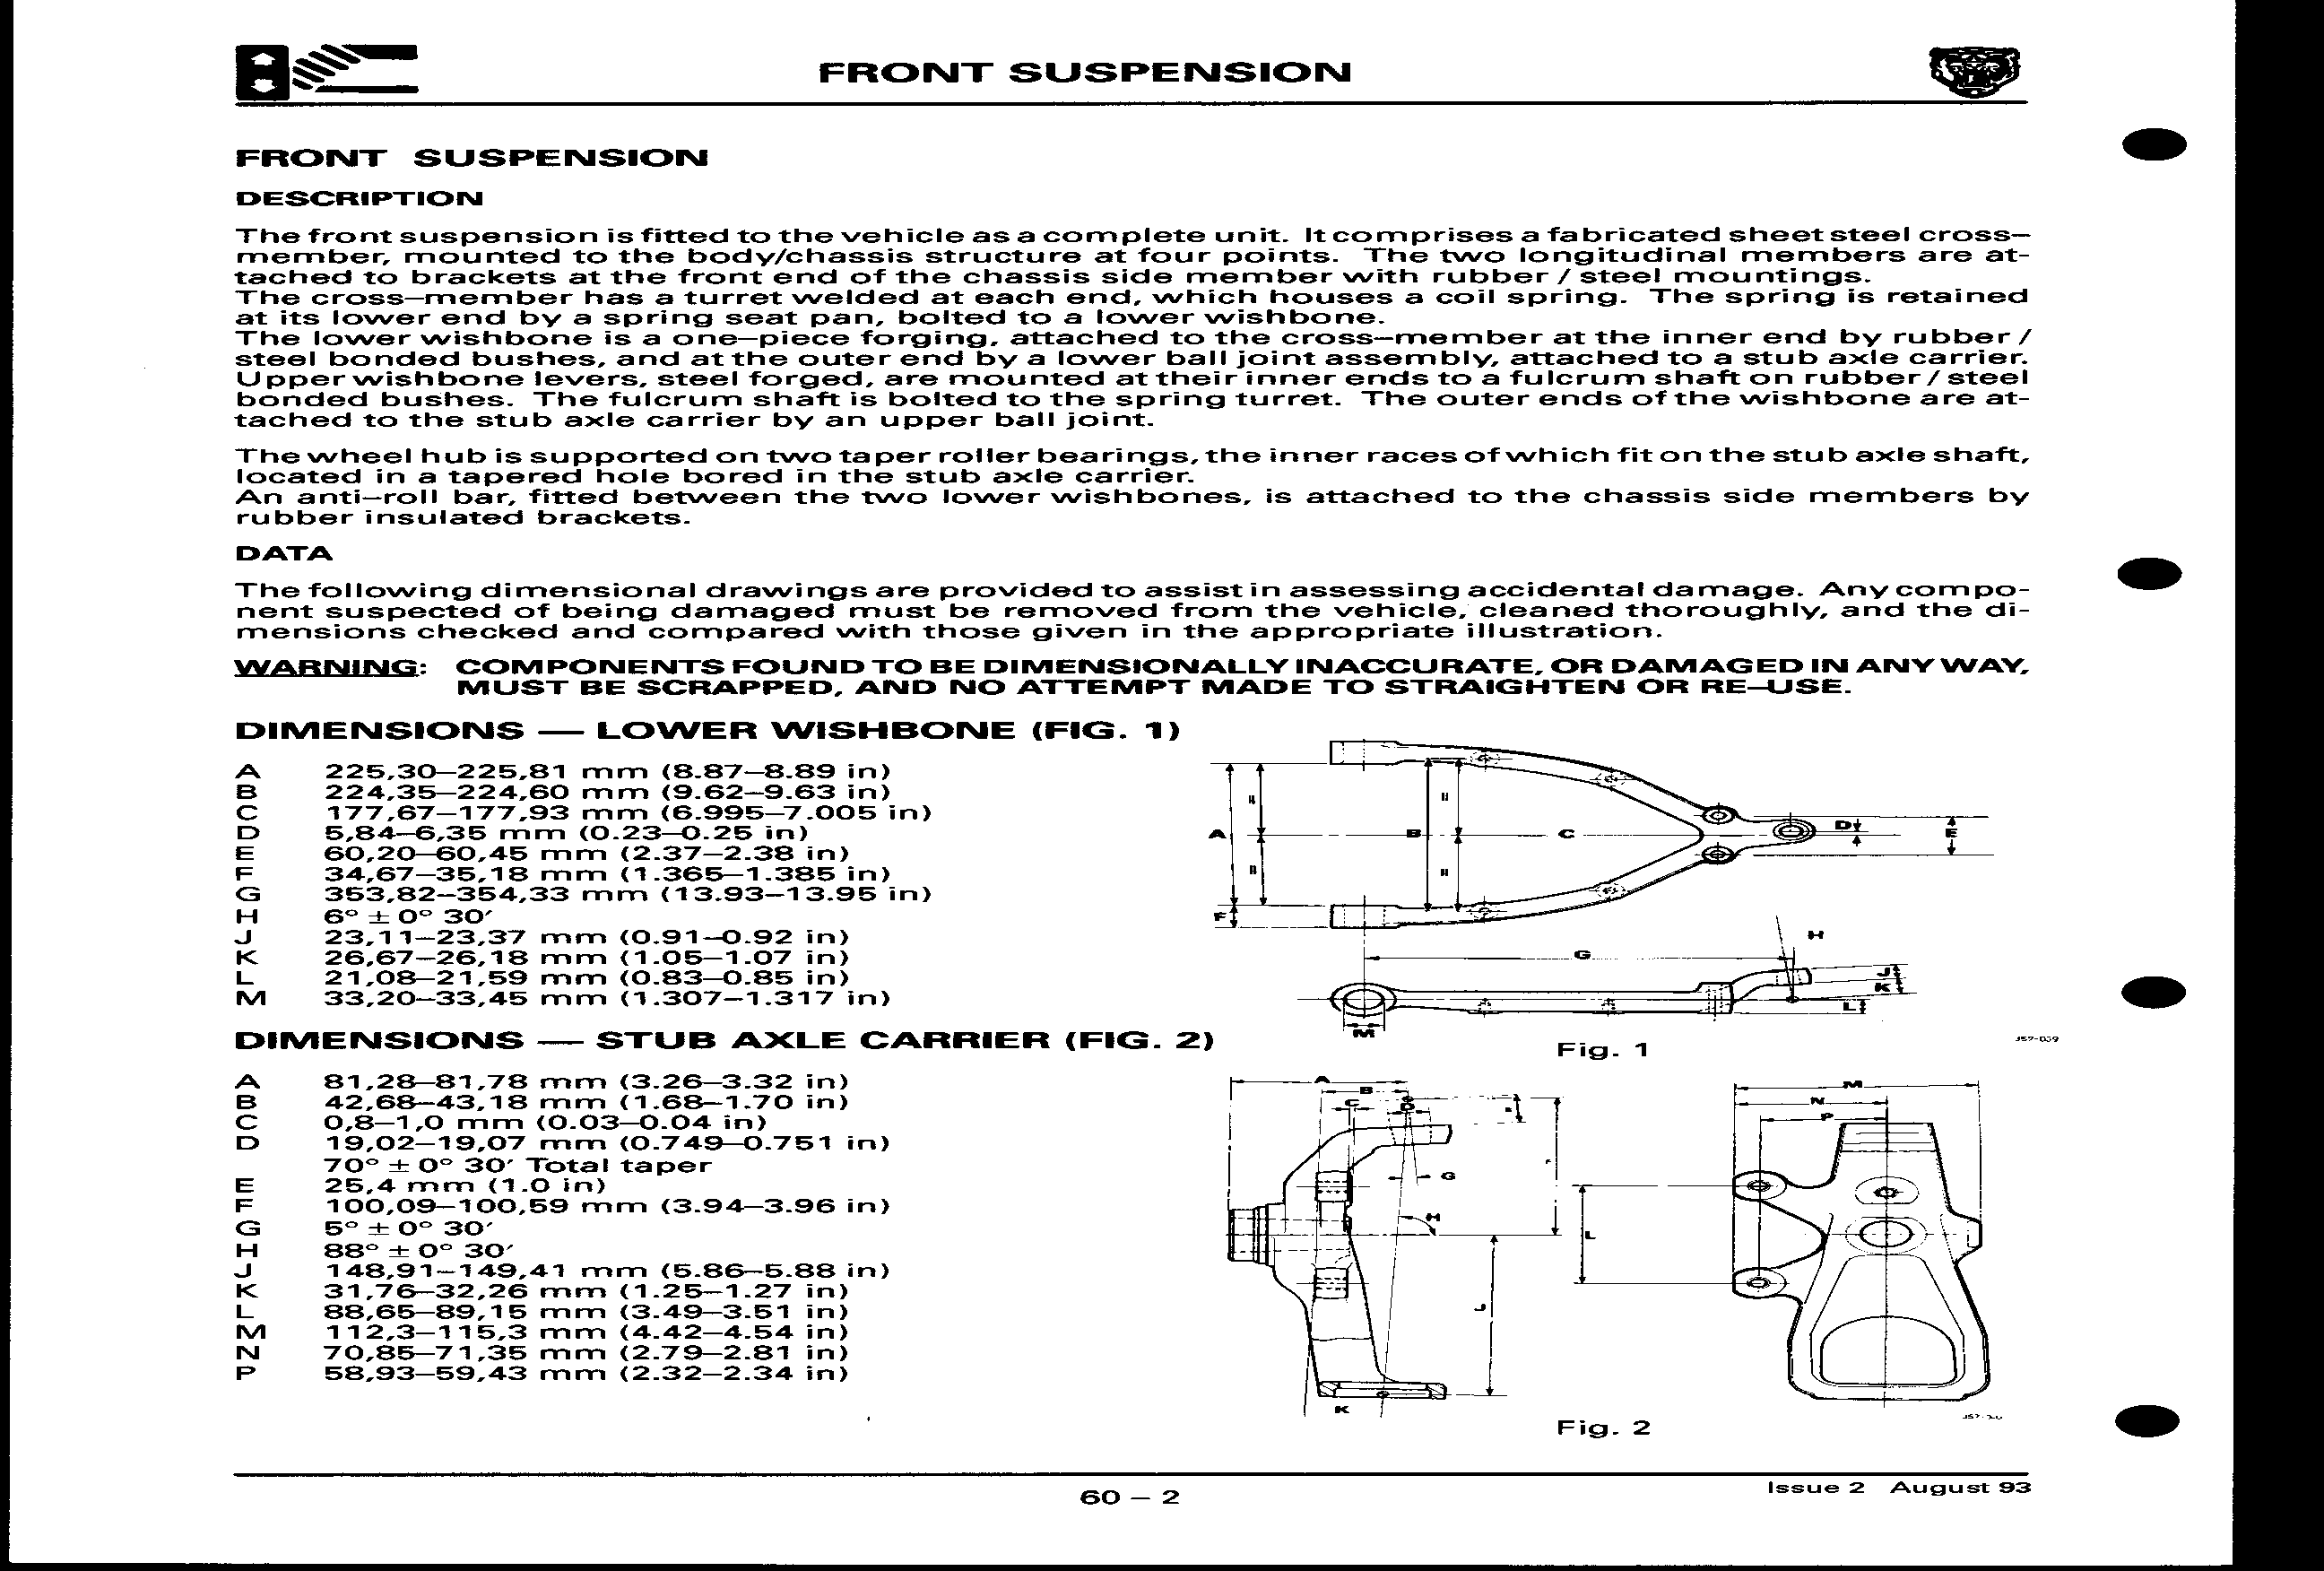 FRONT SUSPENSION
FRONT SUSPENSION
DESCRIPTION
The front suspension is fitted to the vehicle as a complete unit. It comprises a fabricated sheet steel cross–
member, mounted to the body/chassis structure at four points. The two longitudinal members are at-
tached to brackets at the front end of the chassis side member with rubber / steel mountings.
The cross–member has a turret welded at each end, which houses a coil spring. The spring is retained
at its lower end by a spring seat pan, bolted to a lower wishbone.
The lower wishbone is a one–piece forging, attached to the cross–member at the inner end by rubber /
steel bonded bushes, and at the outer end by a lower ball joint assembly, attached to a stub axle carrier.
Upper wishbone levers, steel forged, are mounted at their inner ends to a fulcrum shaft on rubber / steel
bonded bushes. The fulcrum shaft is bolted to the spring turret. The outer ends of the wishbone are at-
tached to the stub axle carrier by an upper ball joint.
The wheel hub is supported on two taper roller bearings, the inner races of which fit on the stub axle shaft,
located in a tapered hole bored in the stub axle carrier.
An anti–roll bar, fitted between the two lower wishbones, is attached to the chassis side members by
rubber insulated brackets.
DATA
The following dimensional drawings are provided to assist in assessing accidental damage. Any compo-
nent suspected of being damaged must be removed from the vehicle, cleaned thoroughly, and the di-
mensions checked and compared with those given in the appropriate illustration.
WARNING: COMPONENTS FOUND TO BE DIMENSIONALLY INACCURATE, OR DAMAGED IN ANY WAY,
MUST BE SCRAPPED, AND NO ATTEMPT MADE TO STRAIGHTEN OR RE–USE.
DIMENSIONS — LOWER WISHBONE (FIG. 1)
A 225,30–225,81 mm (8.87–8.89 in)
B 224,35–224,60 mm (9.62–9.63 in)
C 177,67–177,93 mm (6.995–7.005 in)
D 5,84–6,35 mm (0.23–0.25 in)
E 60,20–60,45 mm (2.37–2.38 in)
F 34,67–35,18 mm (1.365–1.385 in)
G 353,82–354,33 mm (13.93–13.95 in)
H 6° ± 0° 30′
J 23,11–23,37 mm (0.91–0.92 in)
K 26,67–26,18 mm (1.05–1.07 in)
L 21,08–21,59 mm (0.83–0.85 in)
M 33,20–33,45 mm (1.307–1.317 in)
A B C D E
F
H
G
J
K
L
M
Fig. 1
J57-039
DIMENSIONS — STUB AXLE CARRIER (FIG. 2)
A 81,28–81,78 mm (3.26–3.32 in)
B 42,68–43,18 mm (1.68–1.70 in)
C 0,8–1,0 mm (0.03–0.04 in)
D 19,02–19,07 mm (0.749–0.751 in)
70° ± 0° 30′ Total taper
E 25,4 mm (1.0 in)
F 100,09–100,59 mm (3.94–3.96 in)
G 5° ± 0° 30′
H 88° ± 0° 30′
J 148,91–149,41 mm (5.86–5.88 in)
K 31,76–32,26 mm (1.25–1.27 in)
L 88,65–89,15 mm (3.49–3.51 in)
M 112,3–115,3 mm (4.42–4.54 in)
N 70,85–71,35 mm (2.79–2.81 in)
P 58,93–59,43 mm (2.32–2.34 in)
A M
B N
C D P
G
H
L
J
K
Fig. 2
60 – 2
Issue 2 August 93